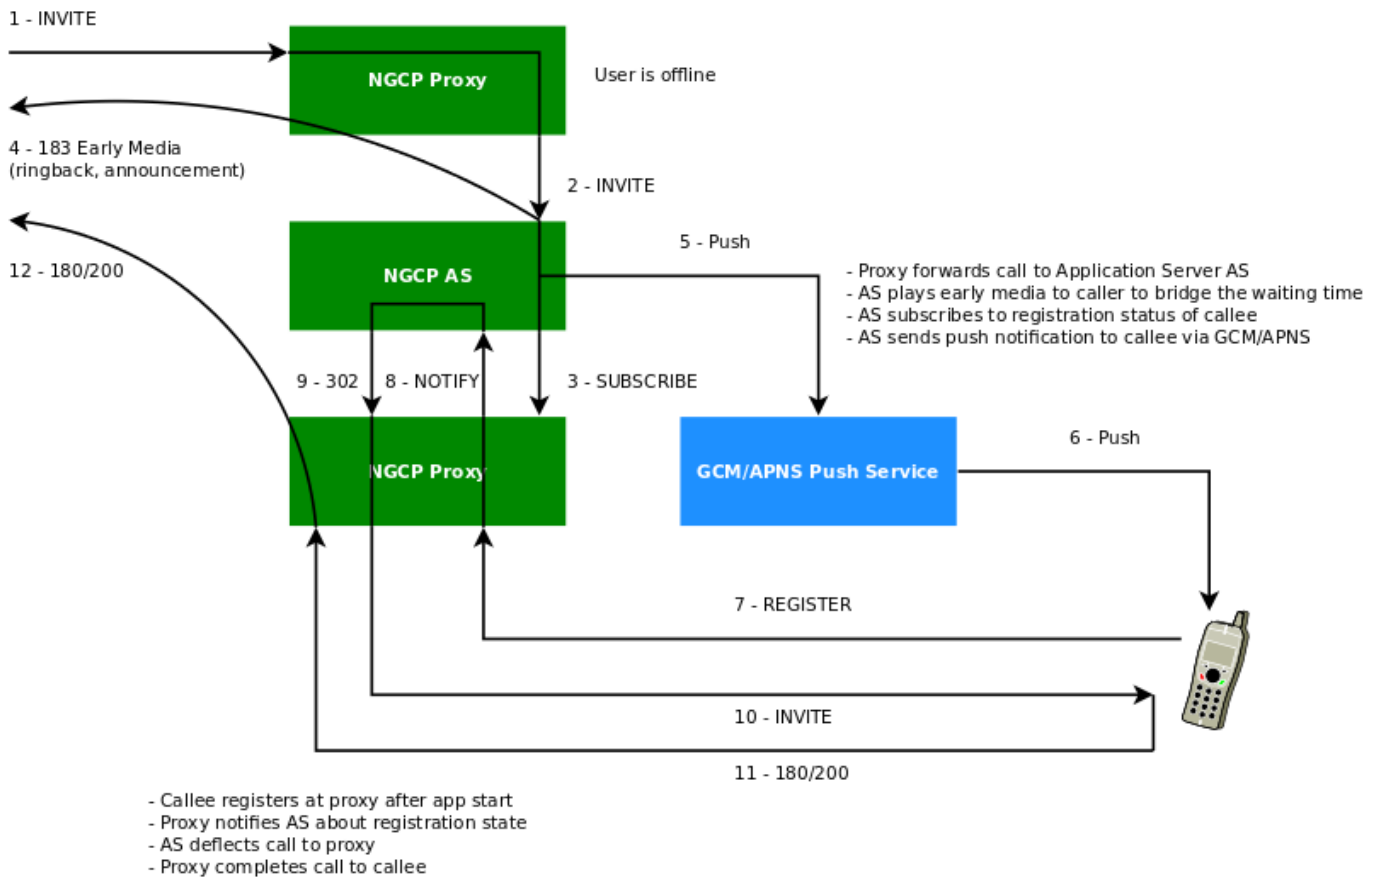 1 - INVITE
NGCP Proxy
User is offline
4 - 183 Early Media
(ringback, announcement)
2 - INVITE
5 - Push
12 - 180/200
NGCP AS
- Proxy forwards call to Application Server AS
- AS plays early media to caller to bridge the waiting time
- AS subscribes to registration status of callee
- AS sends push notification to callee via GCM/APNS
9 - 302
8 - NOTIFY
3 - SUBSCRIBE
6 - Push
NGCP Proxy
GCM/APNS Push Service
7 - REGISTER
10 - INVITE
11 - 180/200
- Callee registers at proxy after app start
- Proxy notifies AS about registration state
- AS deflects call to proxy
- Proxy completes call to callee